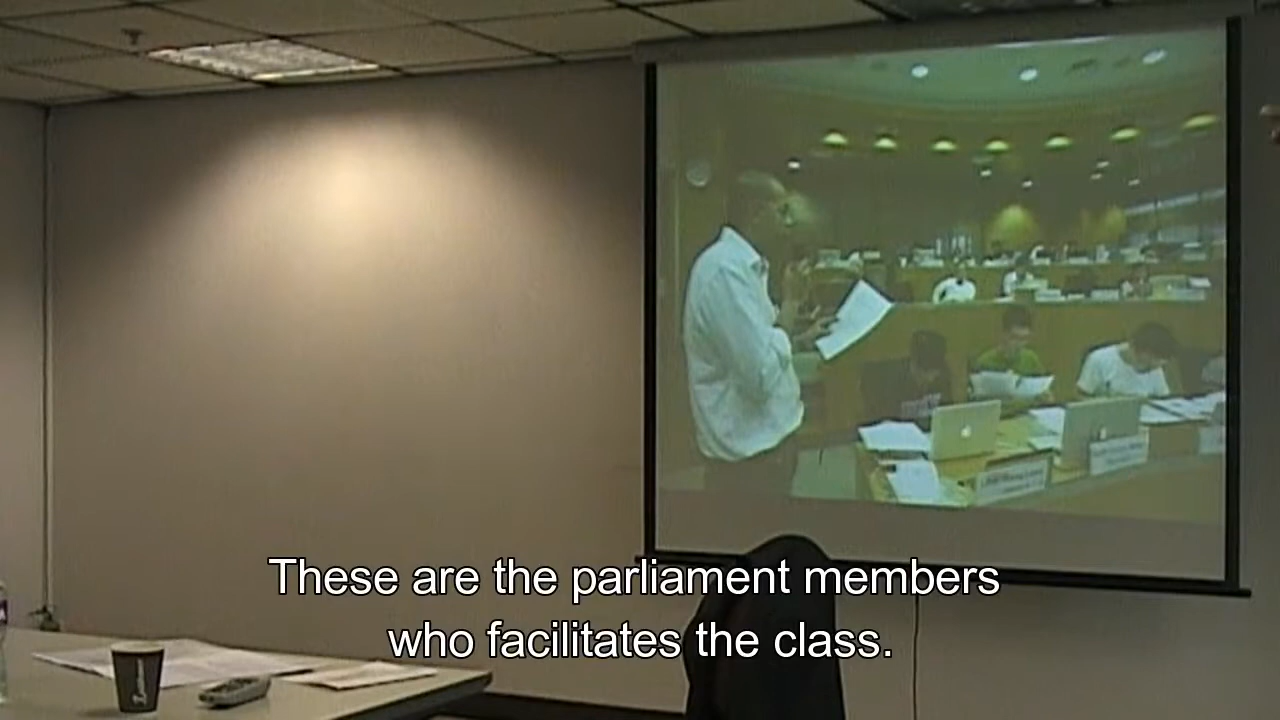 These are the parliament members
who facilitates the class.